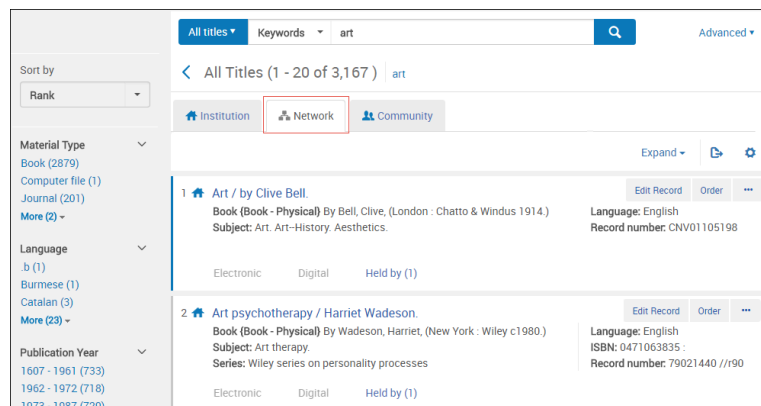 All titles Keywords art Advanced
Sort by
Rank
All Titles (1 - 20 of 3,167 ) art
Institution Network Community
Expand
Material Type
Book (2879)
Computer file (1)
Journal (201)
More (2)
Language
.b (1)
Burmese (1)
Catalan (3)
More (23)
Publication Year
1607 - 1961 (733)
1962 - 1972 (718)
1973 - 1987 (729)
1 Art / by Clive Bell. Edit Record Order
Book {Book - Physical} By Bell, Clive, (London : Chatto & Windus 1914.) Language: English
Subject: Art. Art--History. Aesthetics. Record number: CNV01105198
Electronic Digital Held by (1)
2 Art psychotherapy / Harriet Wadeson. Edit Record Order
Book {Book - Physical} By Wadeson, Harriet, (New York : Wiley c1980.) Language: English
Subject: Art therapy. ISBN: 0471063835 :
Series: Wiley series on personality processes Record number: 79021440 //r90
Electronic Digital Held by (1)